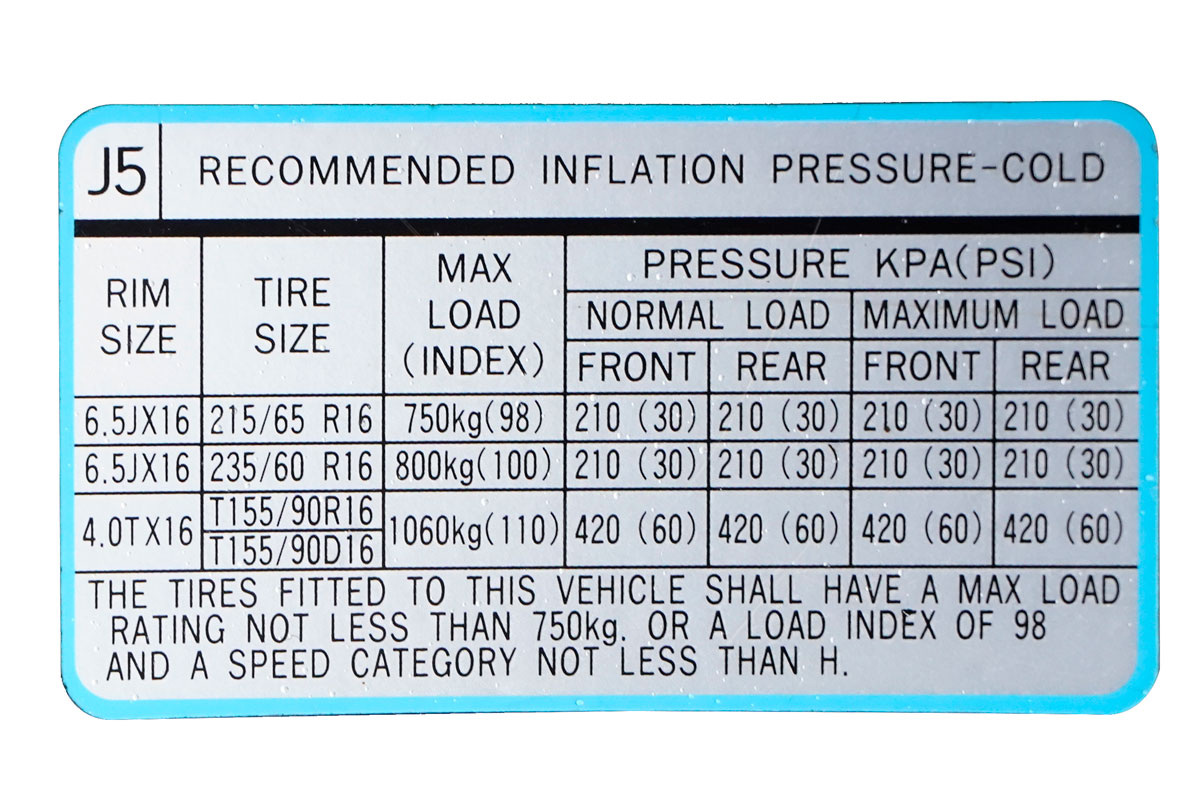 J5 RECOMMENDED INFLATION PRESSURE-COLD
RIM SIZE
TIRE SIZE
MAX LOAD (INDEX)
PRESSURE KPA(PSI)
NORMAL LOAD MAXIMUM LOAD
FRONT REAR FRONT REAR
6.5JX16 215/65 R16 750kg(98) 210 (30) 210 (30) 210 (30) 210 (30)
6.5JX16 235/60 R16 800kg(100) 210 (30) 210 (30) 210 (30) 210 (30)
4.0TX16 T155/90R16 T155/90D16 1060kg(110) 420 (60) 420 (60) 420 (60) 420 (60)
THE TIRES FITTED TO THIS VEHICLE SHALL HAVE A MAX LOAD
RATING NOT LESS THAN 750kg. OR A LOAD INDEX OF 98
AND A SPEED CATEGORY NOT LESS THAN H.